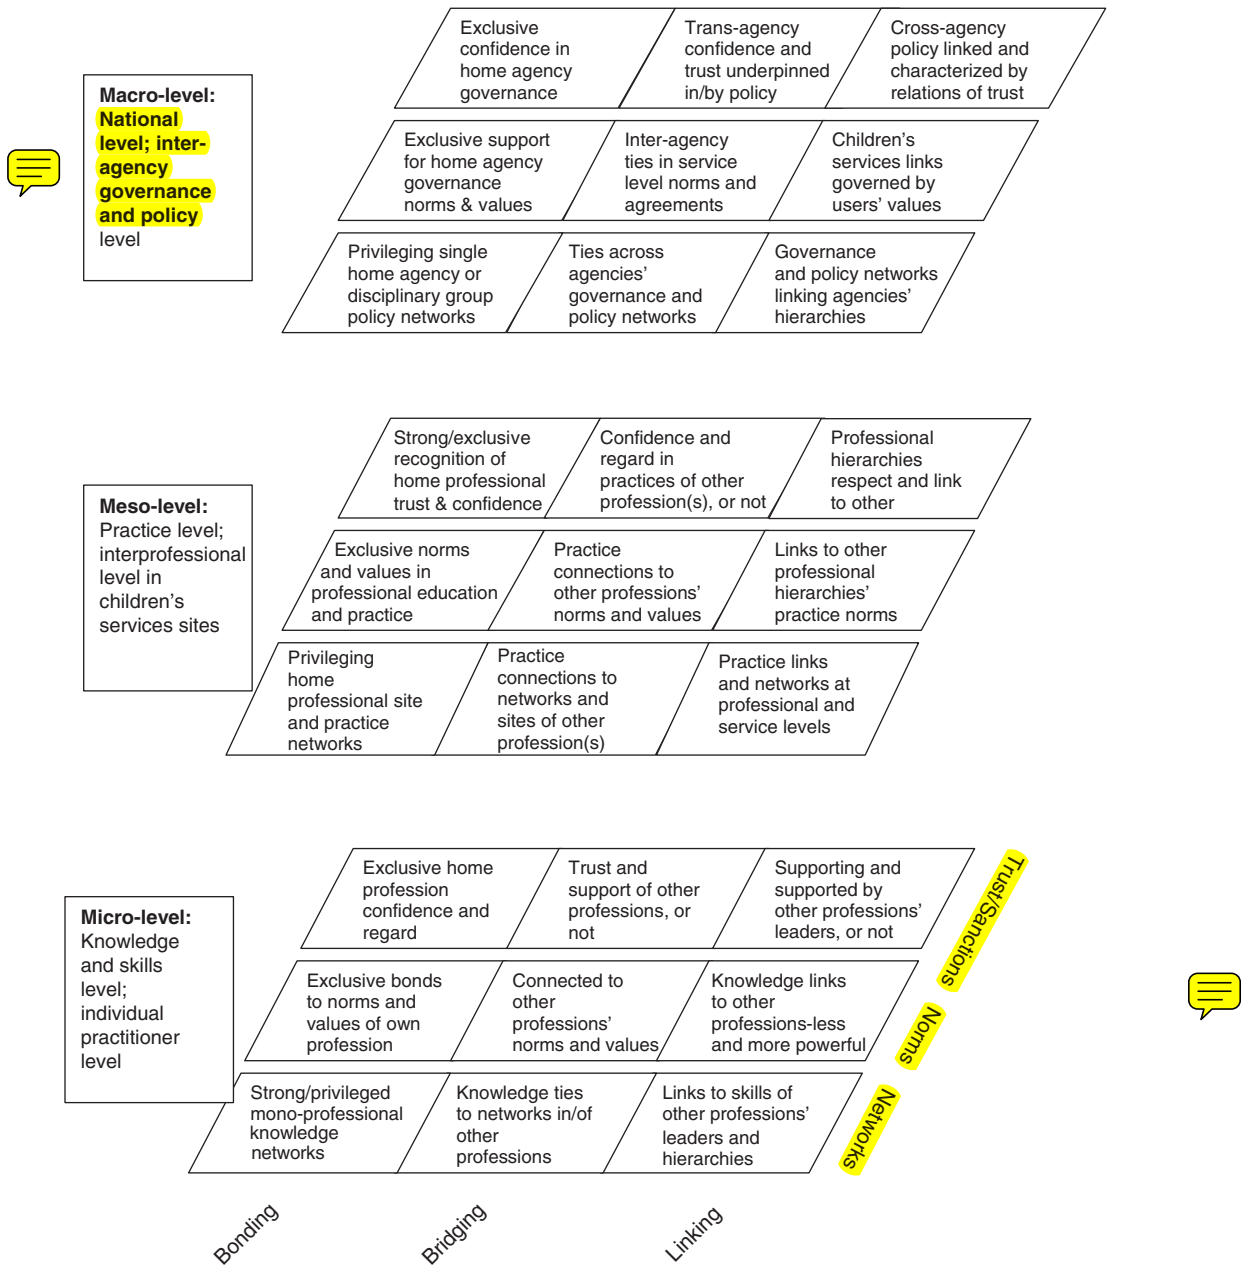 Macro-level:
National
level; inter-
agency
governance
and policy
level
Exclusive
confidence in
home agency
governance
Trans-agency
confidence and
trust underpinned
in/by policy
Cross-agency
policy linked and
characterized by
relations of trust
Exclusive support
for home agency
governance
norms & values
Inter-agency
ties in service
level norms and
agreements
Children’s
services links
governed by
users’ values
Privileging single
home agency or
disciplinary group
policy networks
Ties across
agencies’
governance and
policy networks
Governance
and policy networks
linking agencies’
hierarchies
Meso-level:
Practice level;
interprofessional
level in
children’s
services sites
Strong/exclusive
recognition of
home professional
trust & confidence
Confidence and
regard in
practices of other
profession(s), or not
Professional
hierarchies
respect and link
to other
Exclusive norms
and values in
professional education
and practice
Practice
connections to
other professions’
norms and values
Links to other
professional
hierarchies’
practice norms
Privileging
home
professional site
and practice
networks
Practice
connections to
networks and
sites of other
profession(s)
Practice links
and networks at
professional and
service levels
Micro-level:
Knowledge
and skills
level;
individual
practitioner
level
Exclusive home
profession
confidence and
regard
Trust and
support of other
professions, or
not
Supporting and
supported by
other professions’
leaders, or not
Trust/Sanctions
Exclusive bonds
to norms and
values of own
profession
Connected to
other
professions’
norms and values
Knowledge links
to other
professions-less
and more powerful
Norms
Strong/privileged
mono-professional
knowledge
networks
Knowledge ties
to networks in/of
other
professions
Links to skills of
other professions’
leaders and
hierarchies
Networks
Bonding
Bridging
Linking